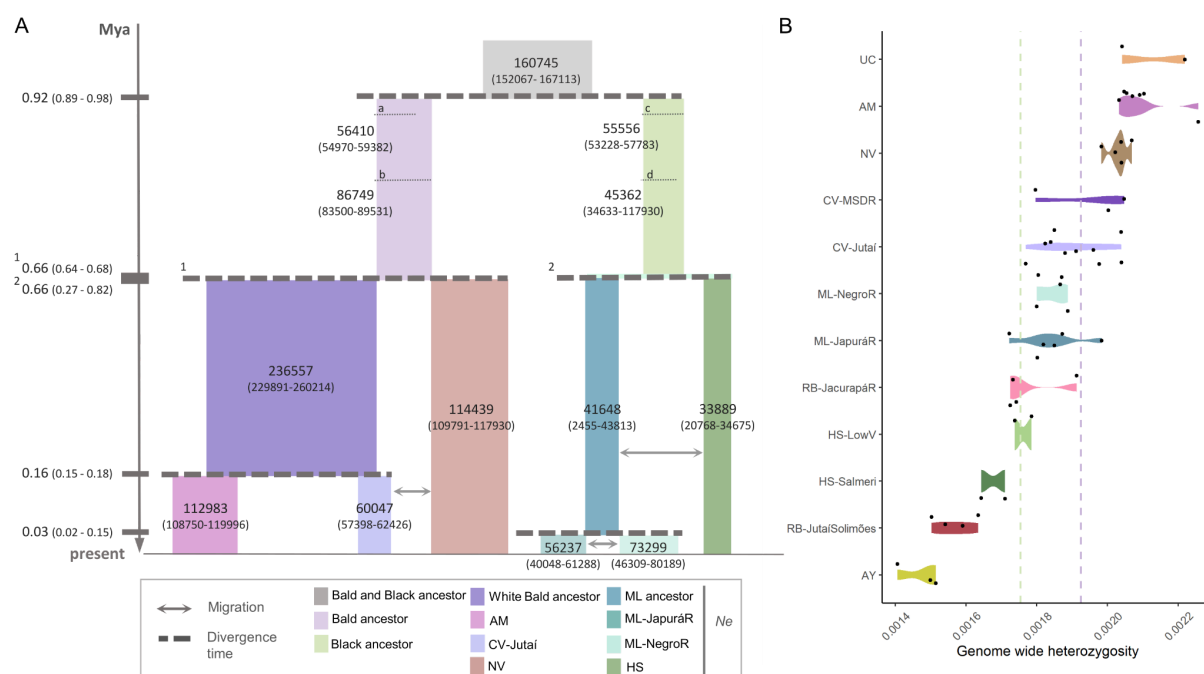 A
Mya
0.92 (0.89 - 0.98)
1
0.66 (0.64 - 0.68)
2
0.66 (0.27 - 0.82)
0.16 (0.15 - 0.18)
0.03 (0.02 - 0.15)
present
160745
(152067- 167113)
a
56410
(54970-59382)
b
86749
(83500-89531)
c
55556
(53228-57783)
d
45362
(34633-117930)
1
2
236557
(229891-260214)
114439
(109791-117930)
41648
(2455-43813)
33889
(20768-34675)
112983
(108750-119996)
60047
(57398-62426)
56237
(40048-61288)
73299
(46309-80189)
Migration
Divergence
time
Bald and Black ancestor
Bald ancestor
Black ancestor
White Bald ancestor
AM
CV-Jutaí
NV
ML ancestor
ML-JapuráR
ML-NegroR
HS
Ne
B
UC
AM
NV
CV-MSDR
CV-Jutaí
ML-NegroR
ML-JapuráR
RB-JacurapáR
HS-LowV
HS-Salmeri
RB-JutaíSolimões
AY
0.0014
0.0016
0.0018
0.0020
0.0022
Genome wide heterozygosity